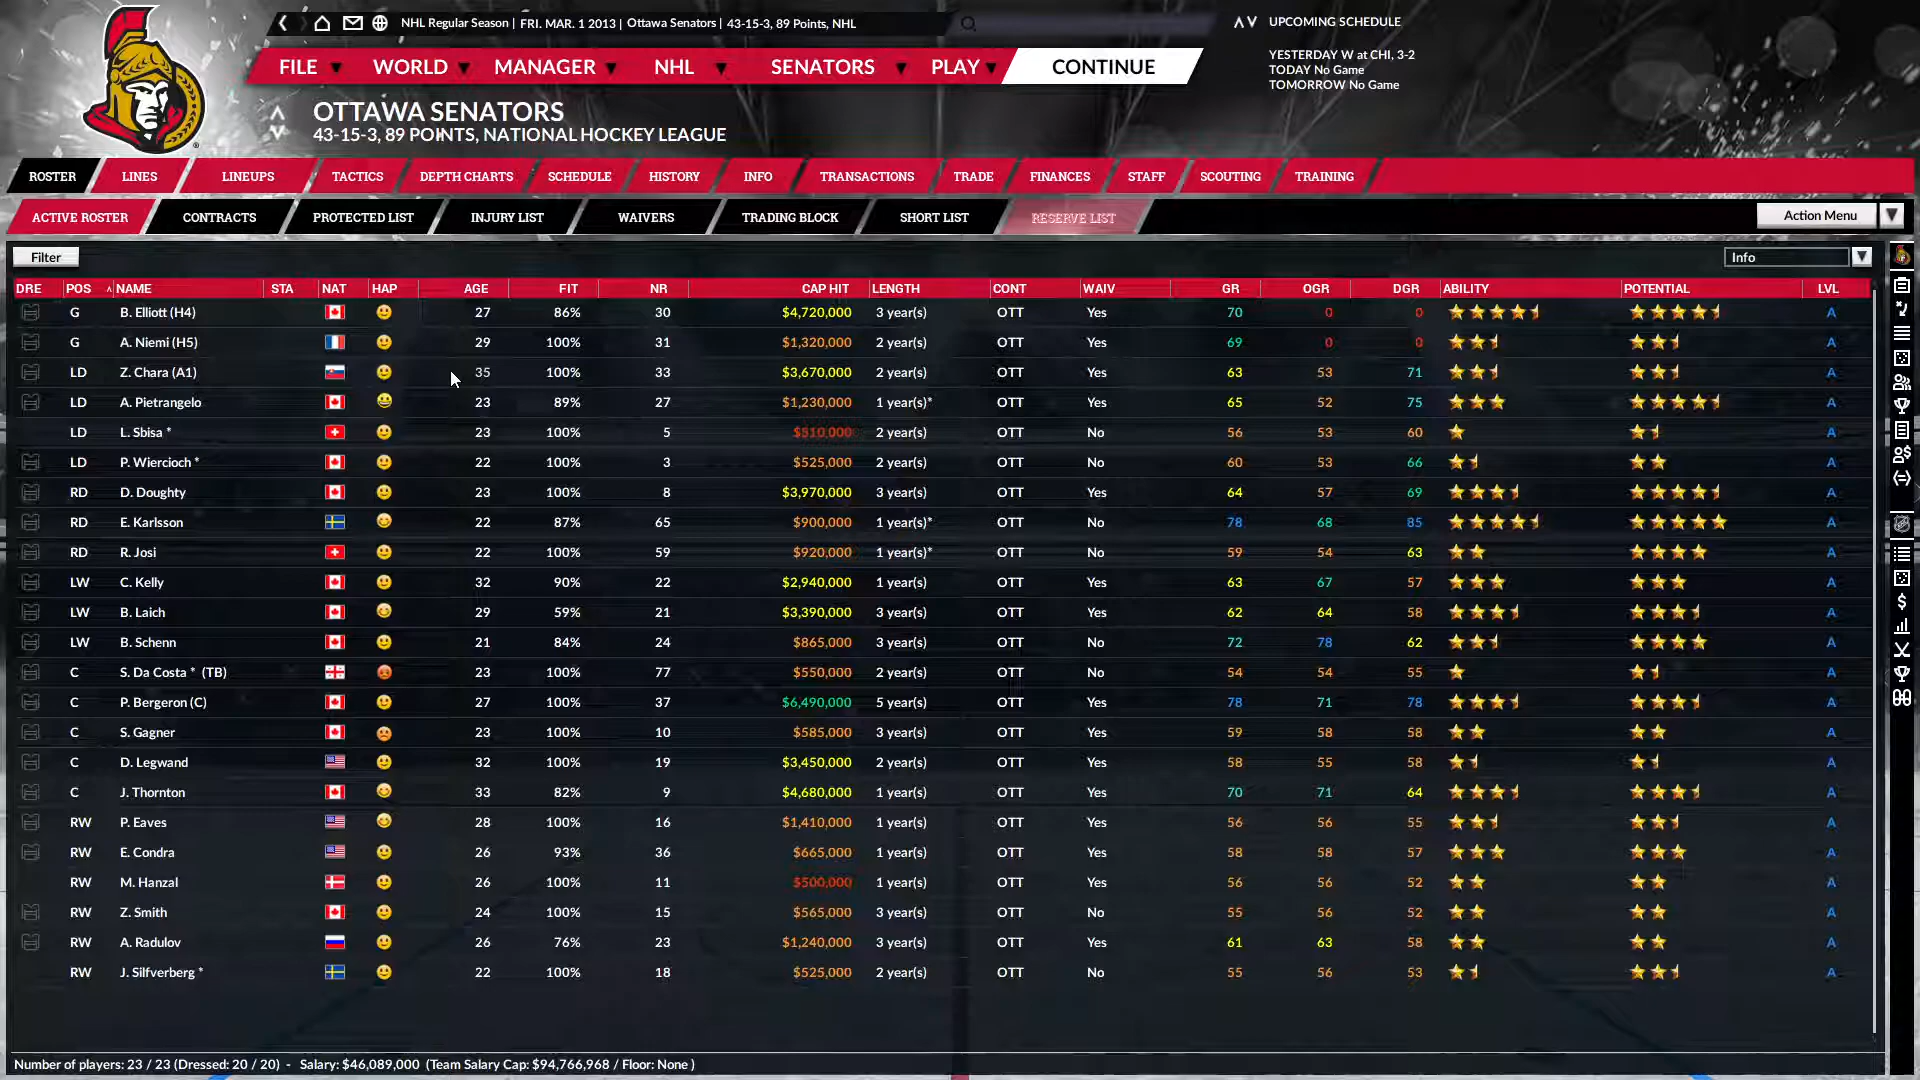 NHL Regular Season | FRI. MAR. 1 2013 | Ottawa Senators | 43-15-3, 89 Points, NHL
UPCOMING SCHEDULE
YESTERDAY W at CHI, 3-2
TODAY No Game
TOMORROW No Game
FILE WORLD MANAGER NHL SENATORS PLAY CONTINUE
OTTAWA SENATORS
43-15-3, 89 POINTS, NATIONAL HOCKEY LEAGUE
ROSTER LINES LINEUPS TACTICS DEPTH CHARTS SCHEDULE HISTORY INFO TRANSACTIONS TRADE FINANCES STAFF SCOUTING TRAINING
ACTIVE ROSTER CONTRACTS PROTECTED LIST INJURY LIST WAIVERS TRADING BLOCK SHORT LIST RESERVE LIST Action Menu
Filter Info
DRE POS NAME STA NAT HAP AGE FIT NR CAP HIT LENGTH CONT WAIV GR OGR DGR ABILITY POTENTIAL LVL
G B. Elliott (H4) 27 86% 30 $4,720,000 3 year(s) OTT Yes 70 0 0 A
G A. Niemi (H5) 29 100% 31 $1,320,000 2 year(s) OTT Yes 69 0 0 A
LD Z. Chara (A1) 35 100% 33 $3,670,000 2 year(s) OTT Yes 63 53 71 A
LD A. Pietrangelo 23 89% 27 $1,230,000 1 year(s)* OTT Yes 65 52 75 A
LD L. Sbisa * 23 100% 5 $510,000 2 year(s) OTT No 56 53 60 A
LD P. Wiercioch * 22 100% 3 $525,000 2 year(s) OTT No 60 53 66 A
RD D. Doughty 23 100% 8 $3,970,000 3 year(s) OTT Yes 64 57 69 A
RD E. Karlsson 22 87% 65 $900,000 1 year(s)* OTT No 78 68 85 A
RD R. Josi 22 100% 59 $920,000 1 year(s)* OTT No 59 54 63 A
LW C. Kelly 32 90% 22 $2,940,000 1 year(s) OTT Yes 63 67 57 A
LW B. Laich 29 59% 21 $3,390,000 3 year(s) OTT Yes 62 64 58 A
LW B. Schenn 21 84% 24 $865,000 3 year(s) OTT No 72 78 62 A
C S. Da Costa * (TB) 23 100% 77 $550,000 2 year(s) OTT No 54 54 55 A
C P. Bergeron (C) 27 100% 37 $6,490,000 5 year(s) OTT Yes 78 71 78 A
C S. Gagner 23 100% 10 $585,000 3 year(s) OTT Yes 59 58 58 A
C D. Legwand 32 100% 19 $3,450,000 2 year(s) OTT Yes 58 55 58 A
C J. Thornton 33 82% 9 $4,680,000 1 year(s) OTT Yes 70 71 64 A
RW P. Eaves 28 100% 16 $1,410,000 1 year(s) OTT Yes 56 56 55 A
RW E. Condra 26 93% 36 $665,000 1 year(s) OTT Yes 58 58 57 A
RW M. Hanzal 26 100% 11 $500,000 1 year(s) OTT Yes 56 56 52 A
RW Z. Smith 24 100% 15 $565,000 3 year(s) OTT No 55 56 52 A
RW A. Radulov 26 76% 23 $1,240,000 3 year(s) OTT Yes 61 63 58 A
RW J. Silfverberg * 22 100% 18 $525,000 2 year(s) OTT No 55 56 53 A
Number of players: 23 / 23 (Dressed: 20 / 20) - Salary: $46,089,000 (Team Salary Cap: $94,766,968 / Floor: None )